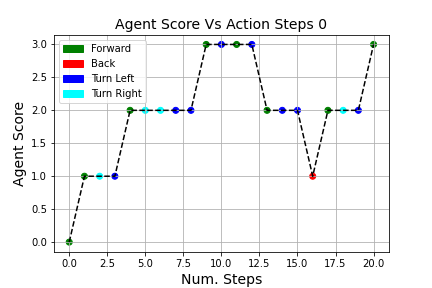 Agent Score Vs Action Steps 0
3.0
2.5
2.0
1.5
1.0
0.5
0.0
Agent Score
Forward
Back
Turn Left
Turn Right
0.0 2.5 5.0 7.5 10.0 12.5 15.0 17.5 20.0
Num. Steps